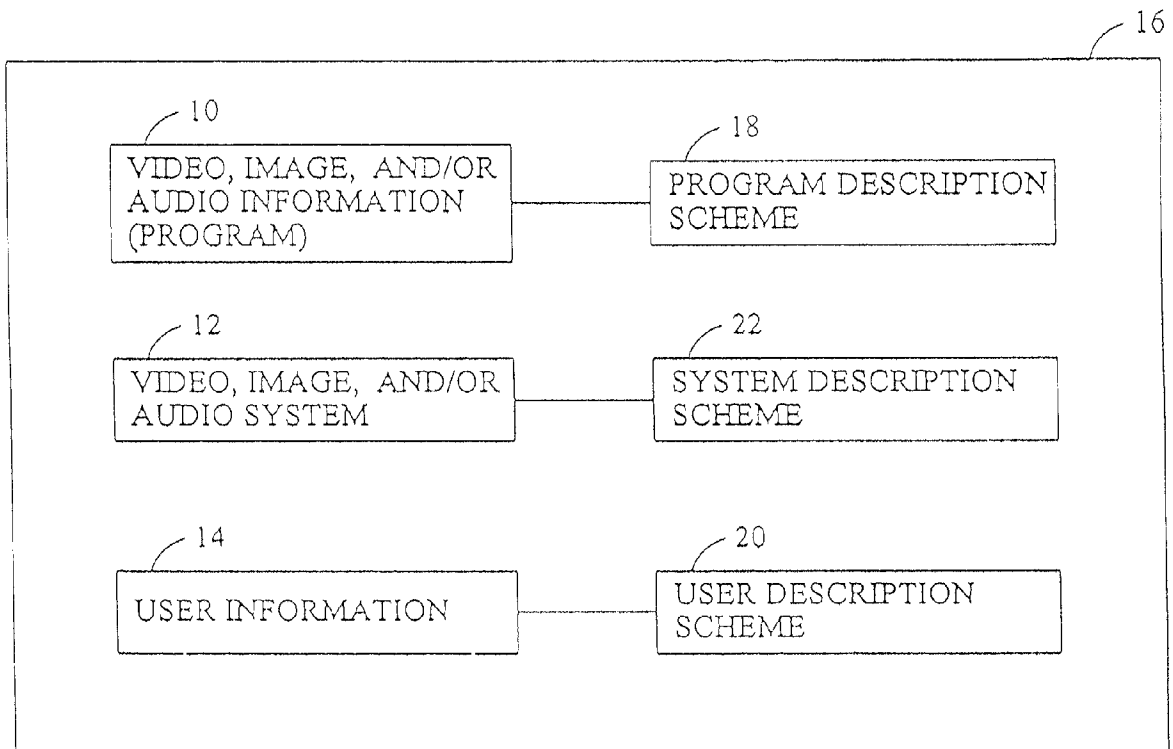 16
10
VIDEO, IMAGE, AND/OR
AUDIO INFORMATION
(PROGRAM)
18
PROGRAM DESCRIPTION
SCHEME
12
VIDEO, IMAGE, AND/OR
AUDIO SYSTEM
22
SYSTEM DESCRIPTION
SCHEME
14
USER INFORMATION
20
USER DESCRIPTION
SCHEME